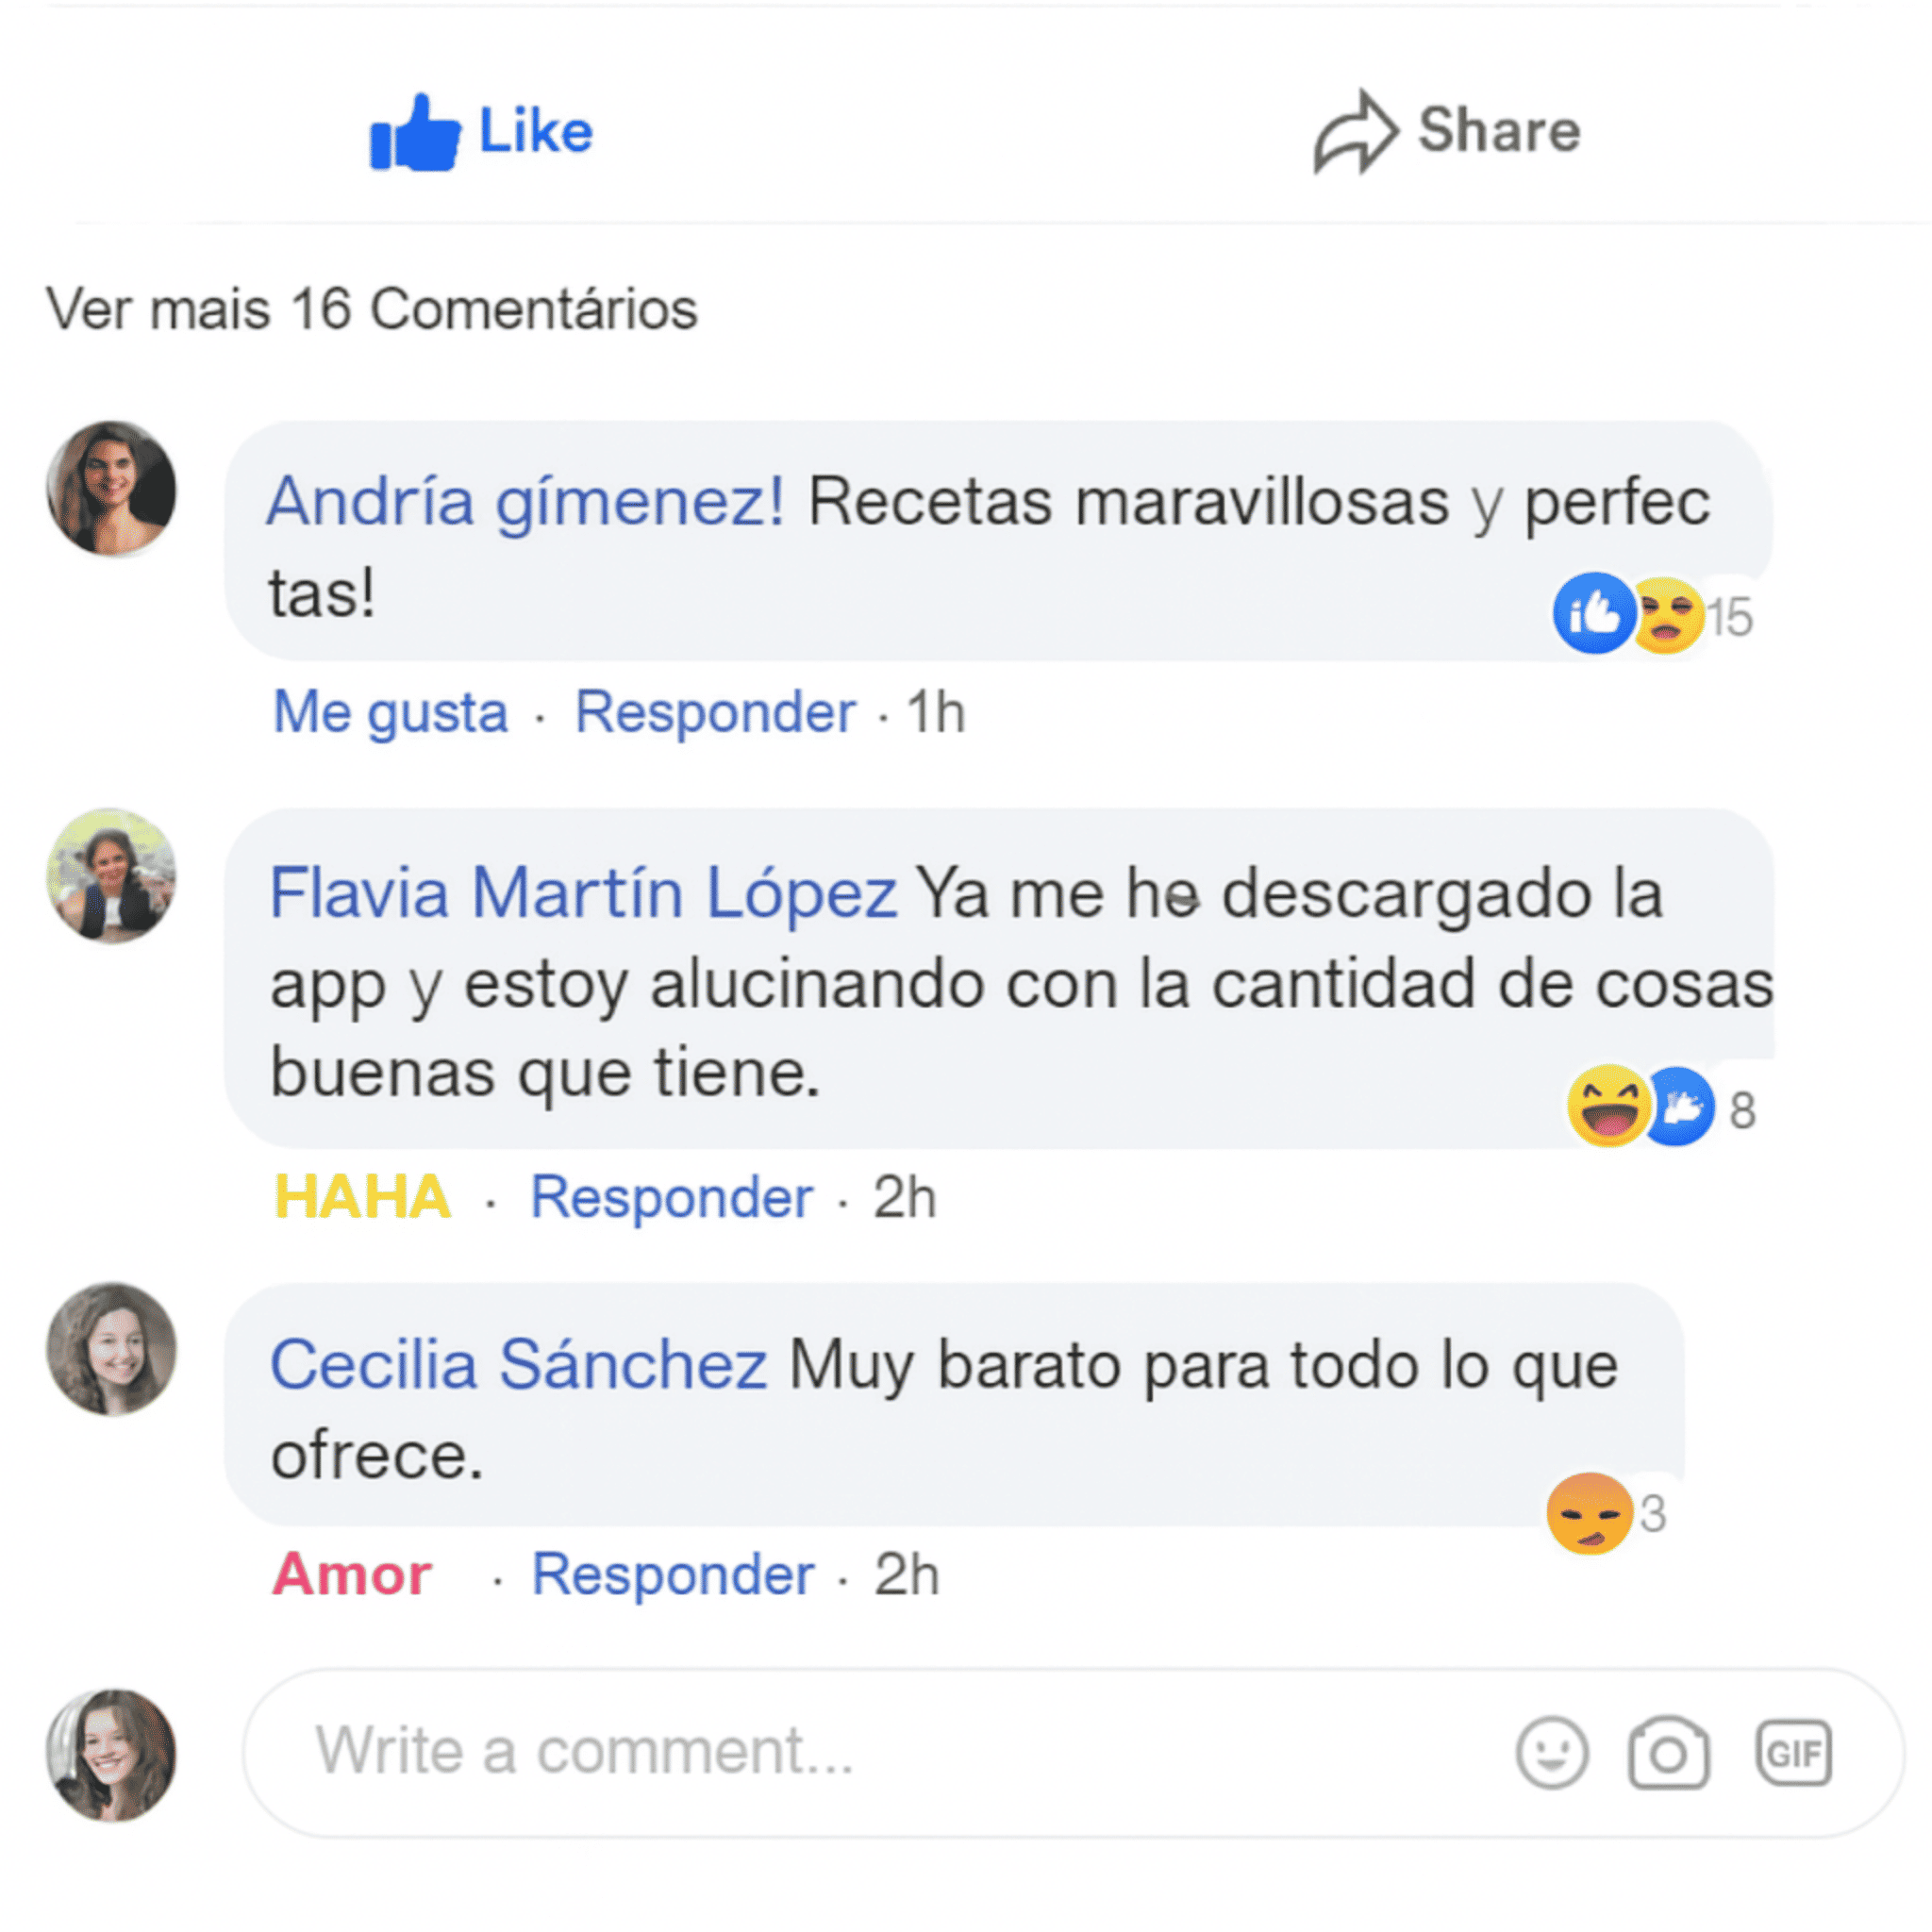 Like
Share
Ver mais 16 Comentários
Andría gímenez! Recetas maravillosas y perfec
tas!
15
Me gusta · Responder · 1h
Flavia Martín López Ya me he descargado la
app y estoy alucinando con la cantidad de cosas
buenas que tiene.
8
HAHA · Responder · 2h
Cecilia Sánchez Muy barato para todo lo que
ofrece.
3
Amor · Responder · 2h
Write a comment...
GIF